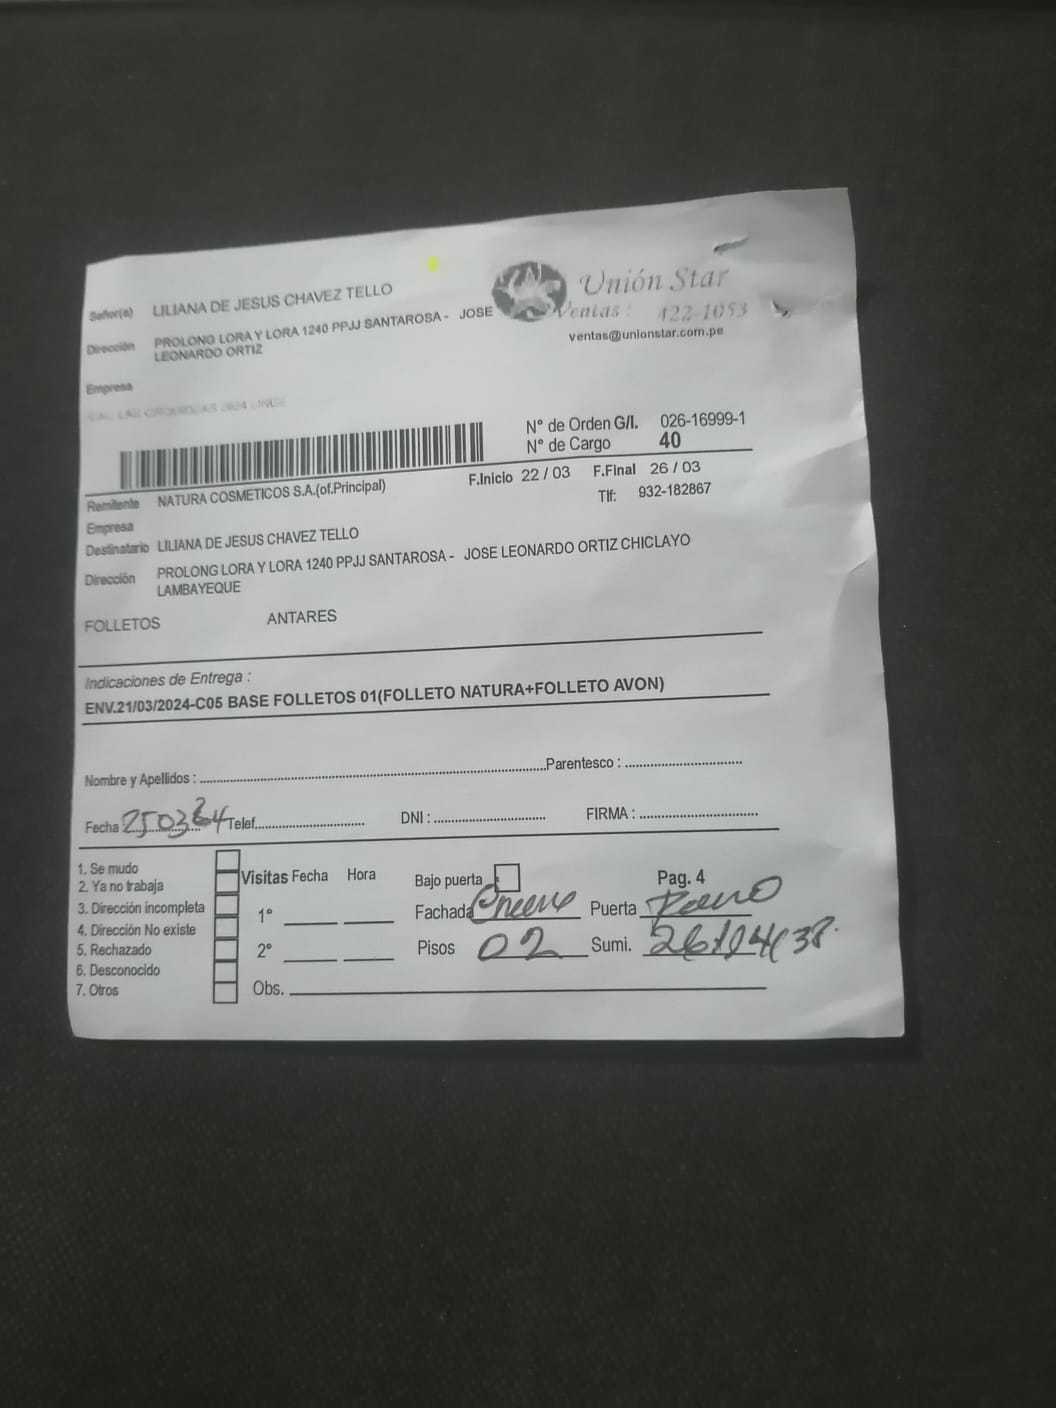 Señor(a) LILIANA DE JESUS CHAVEZ TELLO
Dirección PROLONG LORA Y LORA 1240 PPJJ SANTAROSA - JOSE
LEONARDO ORTIZ
Unión Star
Ventas : 422-1053
ventas@unionstar.com.pe
Empresa
CAL LAS ORQUIDEAS 2624 LINCE
N° de Orden G/I. 026-16999-1
N° de Cargo 40
F.Inicio 22 / 03 F.Final 26 / 03
Remitente NATURA COSMETICOS S.A.(of.Principal)
Tlf: 932-182867
Empresa
Destinatario LILIANA DE JESUS CHAVEZ TELLO
Dirección PROLONG LORA Y LORA 1240 PPJJ SANTAROSA - JOSE LEONARDO ORTIZ CHICLAYO
LAMBAYEQUE
FOLLETOS ANTARES
Indicaciones de Entrega :
ENV.21/03/2024-C05 BASE FOLLETOS 01(FOLLETO NATURA+FOLLETO AVON)
Nombre y Apellidos : Parentesco :
Fecha Telef. DNI : FIRMA :
1. Se mudo
2. Ya no trabaja
3. Dirección incompleta
4. Dirección No existe
5. Rechazado
6. Desconocido
7. Otros
Visitas Fecha Hora
1°
2°
Obs.
Bajo puerta Pag. 4
Fachada Puerta
Pisos 02 Sumi.